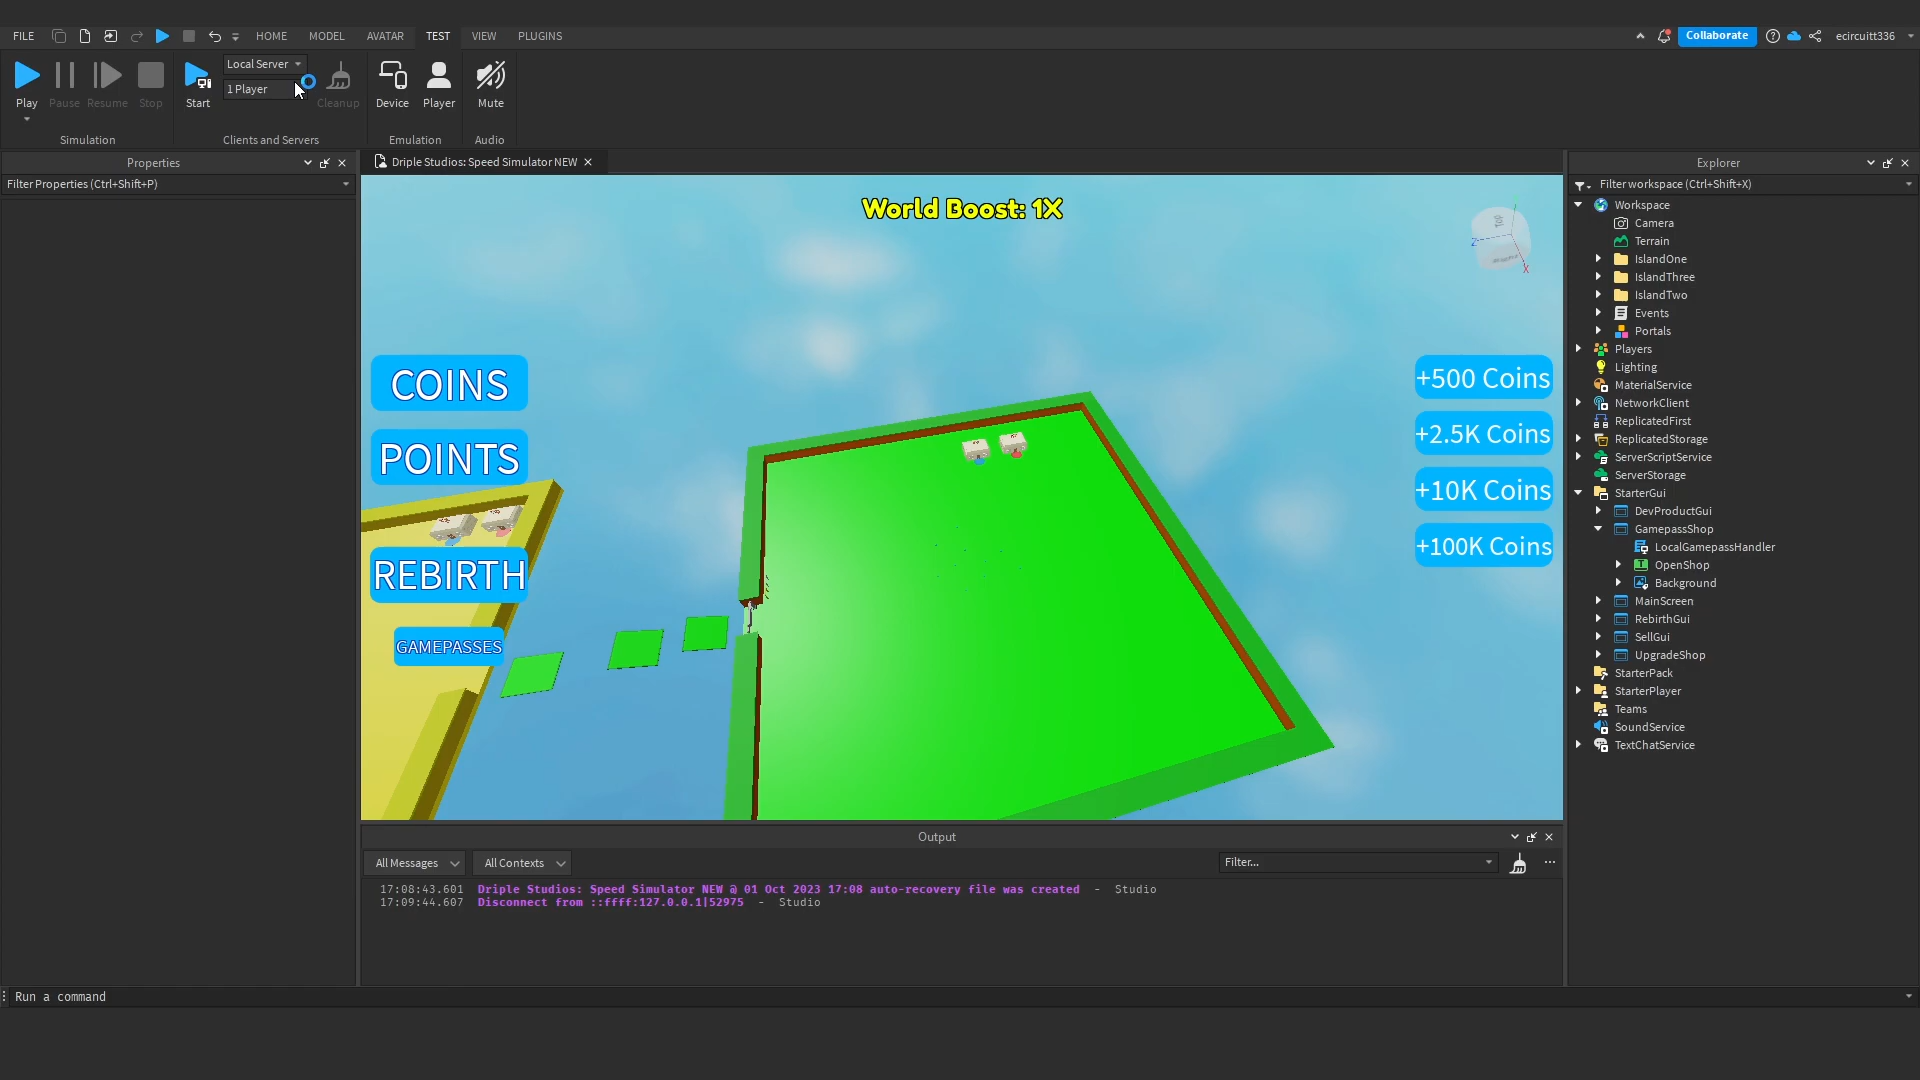 FILE
HOME
MODEL
AVATAR
TEST
VIEW
PLUGINS
Collaborate
ecircuitt336
Play
Pause
Resume
Stop
Simulation
Start
Local Server
1 Player
Cleanup
Clients and Servers
Device
Player
Emulation
Mute
Audio
Properties
Filter Properties (Ctrl+Shift+P)
Driple Studios: Speed Simulator NEW
World Boost: 1X
COINS
POINTS
REBIRTH
GAMEPASSES
+500 Coins
+2.5K Coins
+10K Coins
+100K Coins
Z
X
Output
All Messages
All Contexts
Filter...
17:08:43.601 Driple Studios: Speed Simulator NEW @ 01 Oct 2023 17:08 auto-recovery file was created - Studio
17:09:44.607 Disconnect from ::ffff:127.0.0.1|52975 - Studio
Explorer
Filter workspace (Ctrl+Shift+X)
Workspace
Camera
Terrain
IslandOne
IslandThree
IslandTwo
Events
Portals
Players
Lighting
MaterialService
NetworkClient
ReplicatedFirst
ReplicatedStorage
ServerScriptService
ServerStorage
StarterGui
DevProductGui
GamepassShop
LocalGamepassHandler
OpenShop
Background
MainScreen
RebirthGui
SellGui
UpgradeShop
StarterPack
StarterPlayer
Teams
SoundService
TextChatService
Run a command